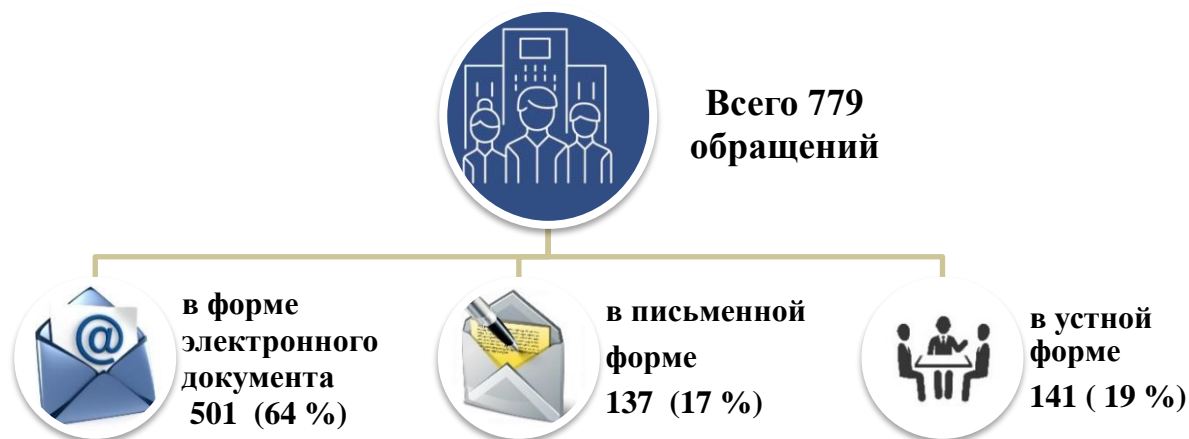 Всего 779
обращений
в форме
электронного
документа
501 (64 %)
в письменной
форме
137 (17 %)
в устной
форме
141 ( 19 %)